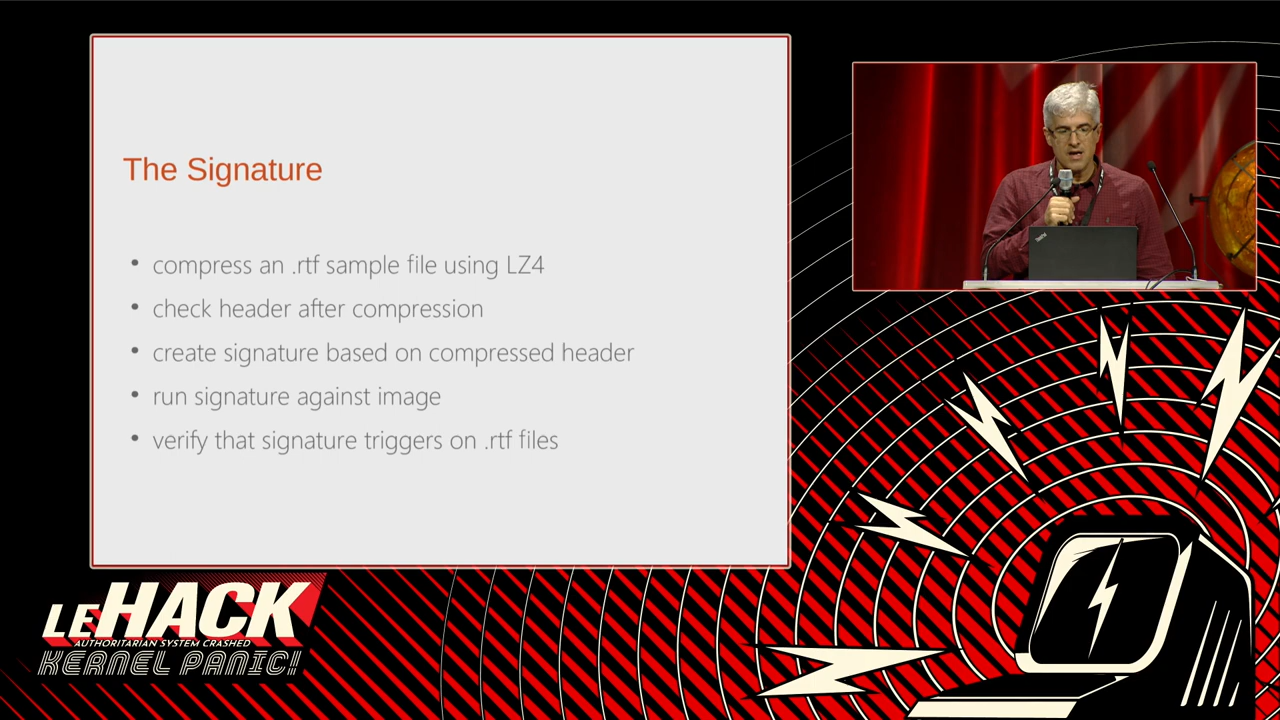 The Signature
• compress an .rtf sample file using LZ4
• check header after compression
• create signature based on compressed header
• run signature against image
• verify that signature triggers on .rtf files
ThinkPad
LEHACK
AUTHORITARIAN SYSTEM CRASHED
KERNEL PANIC!